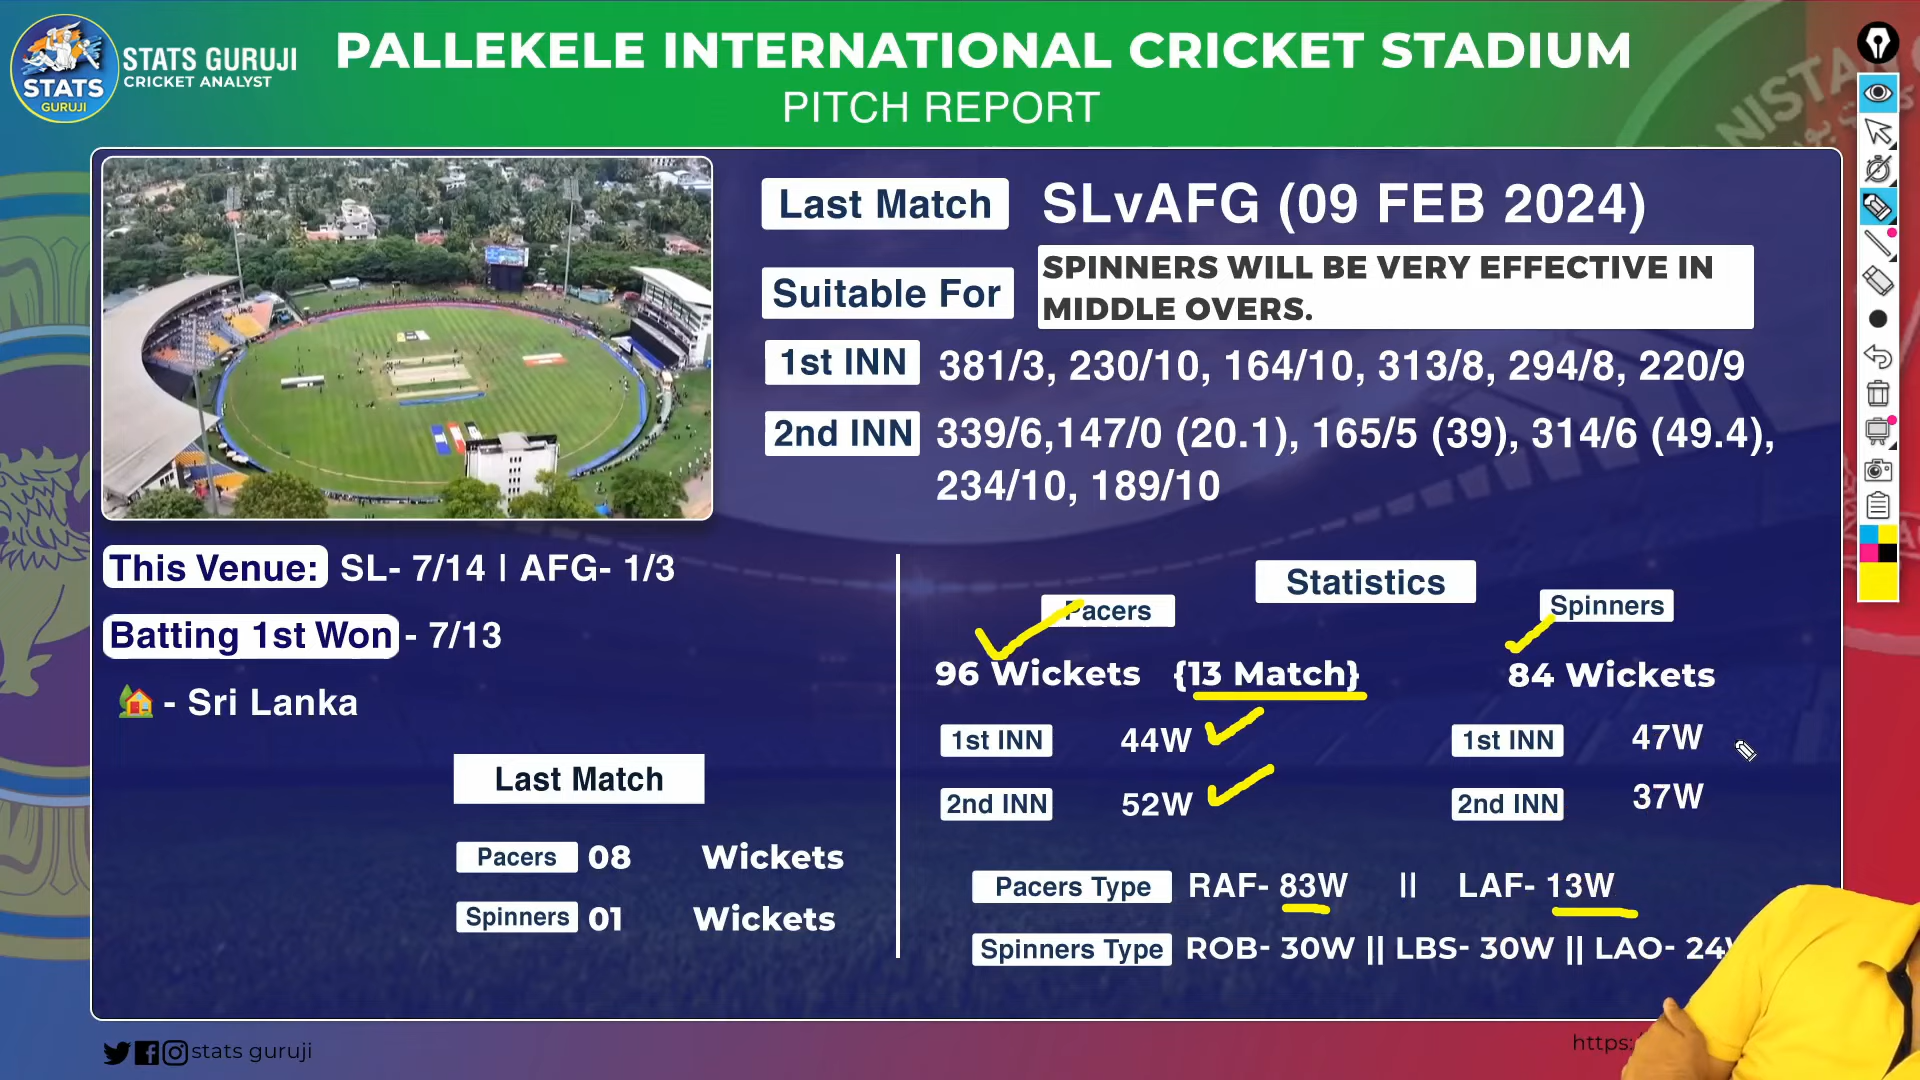 STATS GURUJI
CRICKET ANALYST
STATS
GURUJI
PALLEKELE INTERNATIONAL CRICKET STADIUM
PITCH REPORT
NISTAN
Last Match SLvAFG (09 FEB 2024)
Suitable For SPINNERS WILL BE VERY EFFECTIVE IN
MIDDLE OVERS.
1st INN 381/3, 230/10, 164/10, 313/8, 294/8, 220/9
2nd INN 339/6,147/0 (20.1), 165/5 (39), 314/6 (49.4),
234/10, 189/10
This Venue: SL- 7/14 | AFG- 1/3
Batting 1st Won - 7/13
- Sri Lanka
Last Match
Pacers 08 Wickets
Spinners 01 Wickets
Statistics
Pacers Spinners
96 Wickets {13 Match} 84 Wickets
1st INN 44W 1st INN 47W
2nd INN 52W 2nd INN 37W
Pacers Type RAF- 83W || LAF- 13W
Spinners Type ROB- 30W || LBS- 30W || LAO- 24
stats guruji
https: